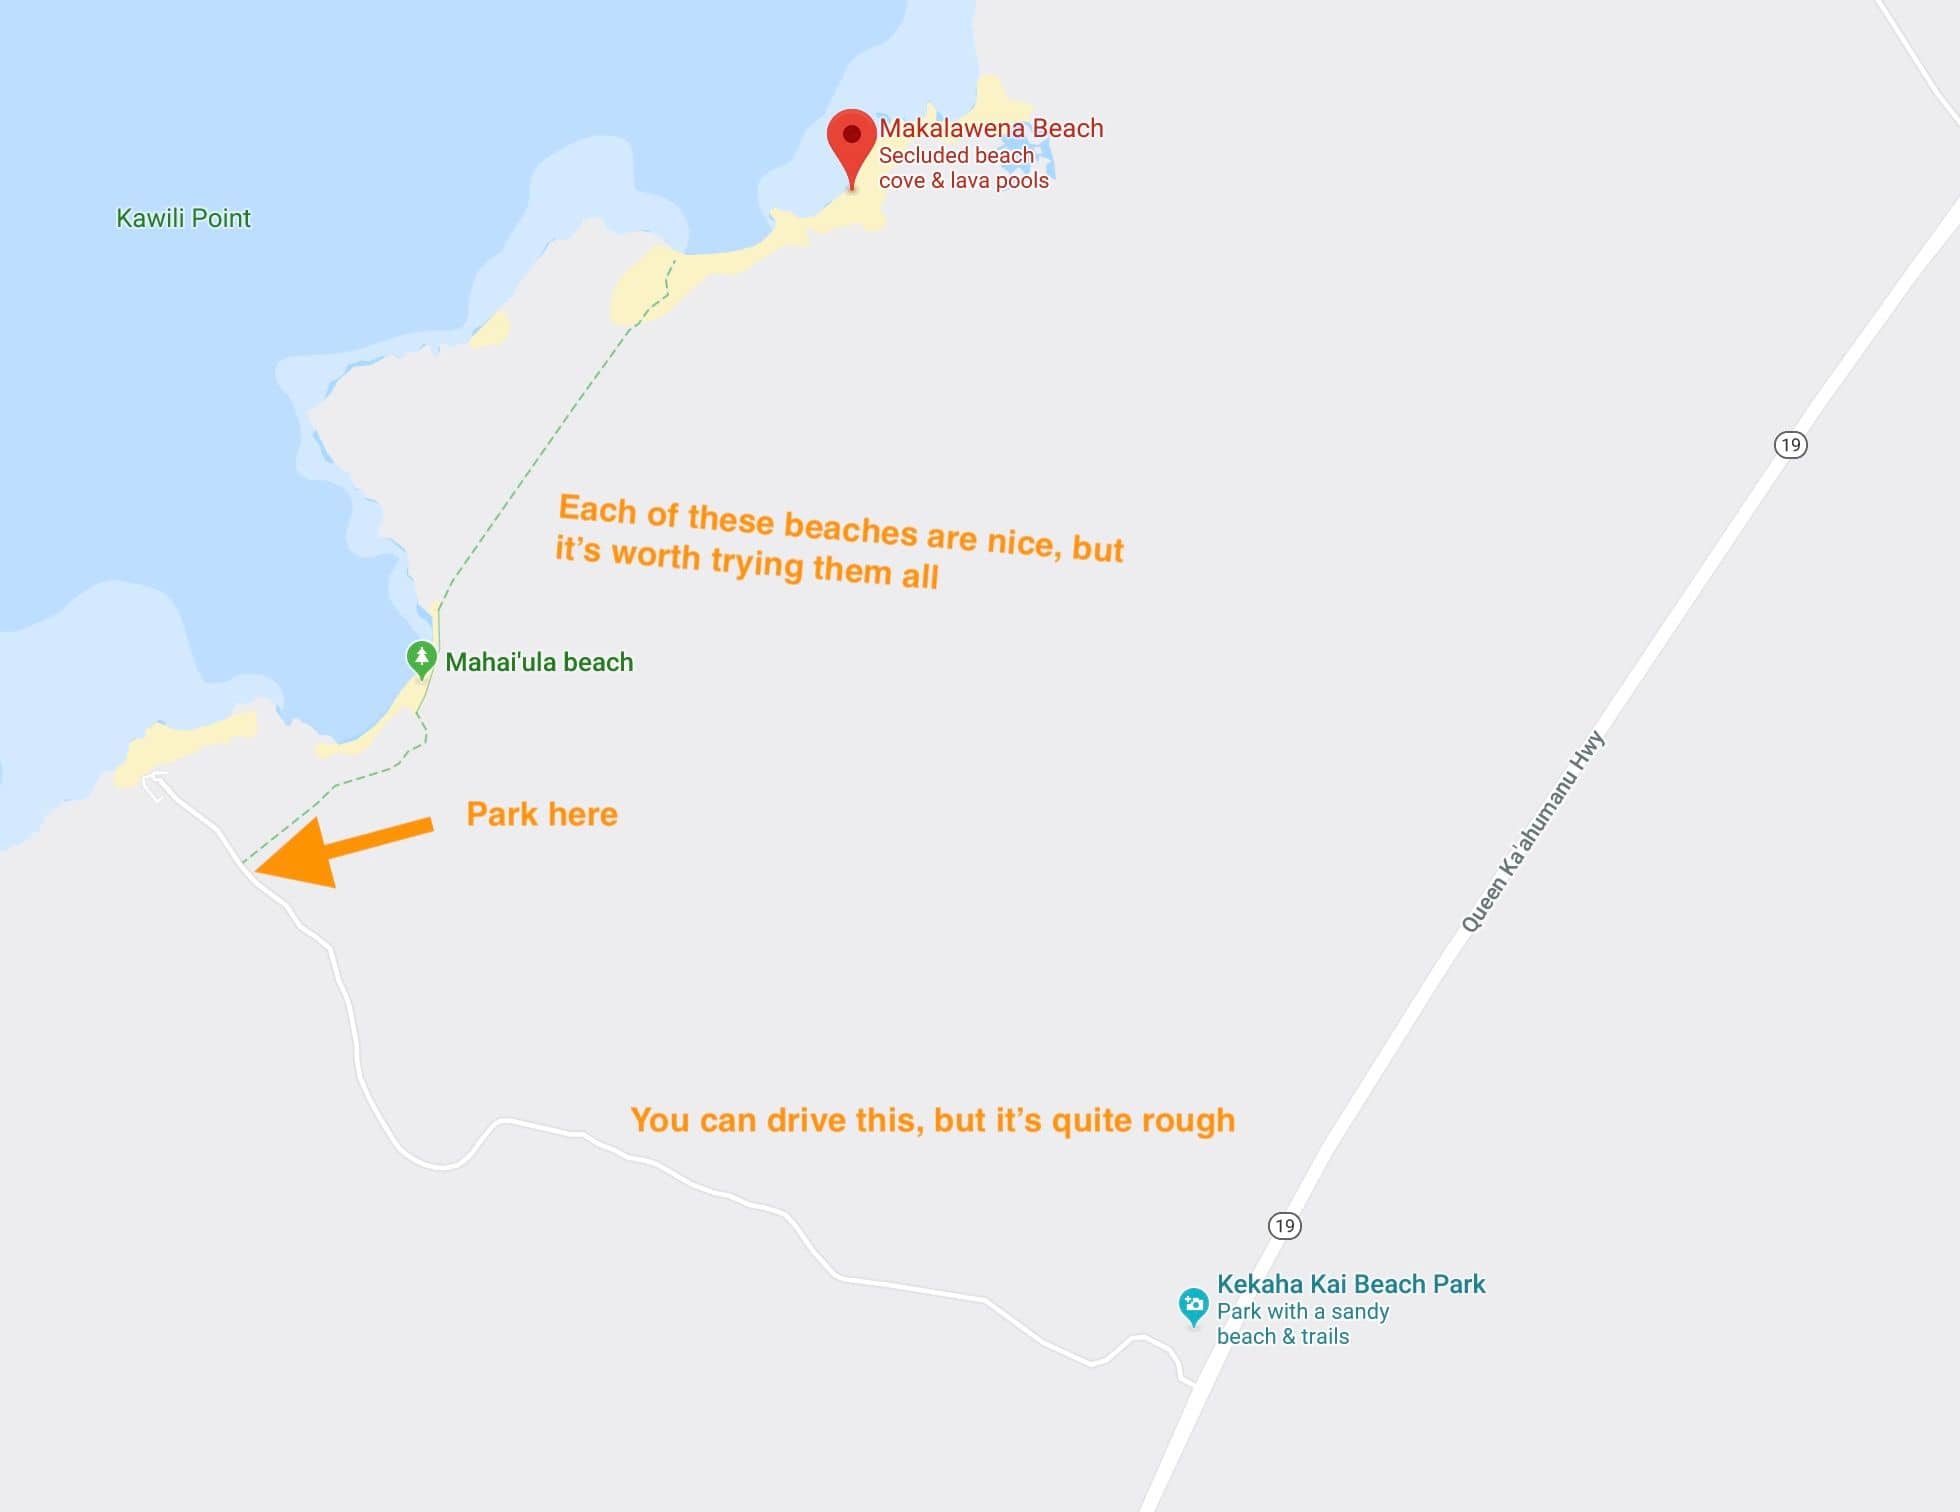 Makalawena Beach
Secluded beach
cove & lava pools
Kawili Point
19
Each of these beaches are nice, but
it's worth trying them all
Mahai'ula beach
Park here
Queen Ka'ahumanu Hwy
You can drive this, but it's quite rough
19
Kekaha Kai Beach Park
Park with a sandy
beach & trails